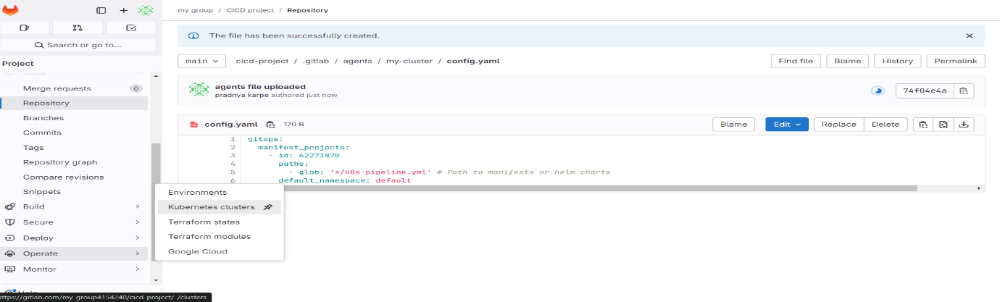 my group / CICD project / Repository
The file has been successfully created.
Search or go to...
main
cicd-project / .gitlab / agents / my-cluster / config.yaml
Find file
Blame
History
Permalink
Project
agents file uploaded
pradnya karpe authored just now
74f04e4a
Merge requests 0
Repository
Branches
Commits
Tags
Repository graph
Compare revisions
Snippets
Build
Secure
Deploy
Operate
Monitor
Help
config.yaml 170 B
Blame
Edit
Replace
Delete
1 gitops:
2 manifest_projects:
3 - id: 62271870
4 paths:
5 - glob: '*/k8s-pipeline.yml' # Path to manifests or helm charts
6 default_namespace: default
Environments
Kubernetes clusters
Terraform states
Terraform modules
Google Cloud
https://gitlab.com/my_group4154240/cicd_project/-/clusters